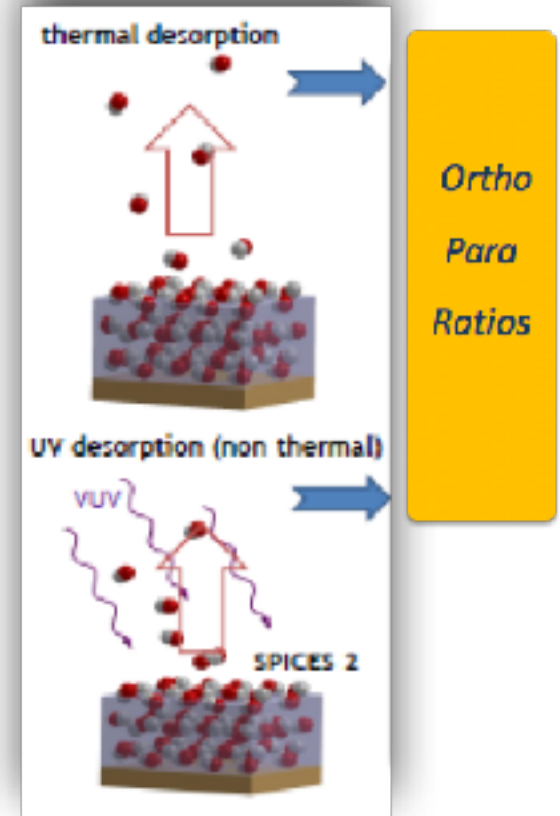 thermal desorption
Ortho
Para
Ratios
UV desorption (non thermal)
VUV
SPICES 2